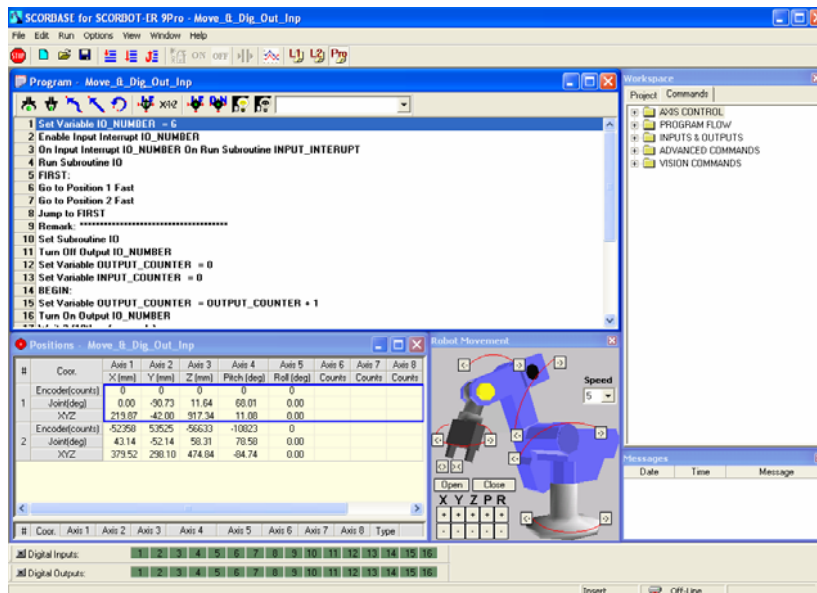 SCORBASE for SCORBOT-ER 9Pro - Move_&_Dig_Out_Inp
File Edit Run Options View Window Help
STOP ON OFF L1 L2 Prg
Program - Move_&_Dig_Out_Inp
Workspace
Project Commands
XYZ
AXIS CONTROL
PROGRAM FLOW
INPUTS & OUTPUTS
ADVANCED COMMANDS
VISION COMMANDS
1 Set Variable IO_NUMBER = 6
2 Enable Input Interrupt IO_NUMBER
3 On Input Interrupt IO_NUMBER On Run Subroutine INPUT_INTERUPT
4 Run Subroutine IO
5 FIRST:
6 Go to Position 1 Fast
7 Go to Position 2 Fast
8 Jump to FIRST
9 Remark: **************************************
10 Set Subroutine IO
11 Turn Off Output IO_NUMBER
12 Set Variable OUTPUT_COUNTER = 0
13 Set Variable INPUT_COUNTER = 0
14 BEGIN:
15 Set Variable OUTPUT_COUNTER = OUTPUT_COUNTER + 1
16 Turn On Output IO_NUMBER
Positions - Move_&_Dig_Out_Inp
# Coor. Axis 1 Axis 2 Axis 3 Axis 4 Axis 5 Axis 6 Axis 7 Axis 8
X (mm) Y (mm) Z (mm) Pitch (deg) Roll (deg) Counts Counts Counts
1 Encoder(counts) 0 0 0 0 0
Joint(deg) 0.00 -90.73 11.64 68.01 0.00
XYZ 219.87 -42.00 917.34 11.08 0.00
2 Encoder(counts) -52358 53525 -56633 -10823 0
Joint(deg) 43.14 -52.14 58.31 78.58 0.00
XYZ 379.52 298.10 474.84 -84.74 0.00
# Coor. Axis 1 Axis 2 Axis 3 Axis 4 Axis 5 Axis 6 Axis 7 Axis 8 Type
Robot Movement
Speed
5
Open Close
X Y Z P R
+ + + + +
- - - - -
Messages
Date Time Message
Digital Inputs: 1 2 3 4 5 6 7 8 9 10 11 12 13 14 15 16
Digital Outputs: 1 2 3 4 5 6 7 8 9 10 11 12 13 14 15 16
Insert Off-Line